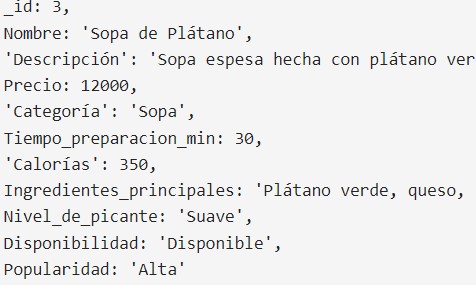 _id: 3,
Nombre: 'Sopa de Plátano',
'Descripción': 'Sopa espesa hecha con plátano ver
Precio: 12000,
'Categoría': 'Sopa',
Tiempo_preparacion_min: 30,
'Calorías': 350,
Ingredientes_principales: 'Plátano verde, queso,
Nivel_de_picante: 'Suave',
Disponibilidad: 'Disponible',
Popularidad: 'Alta'